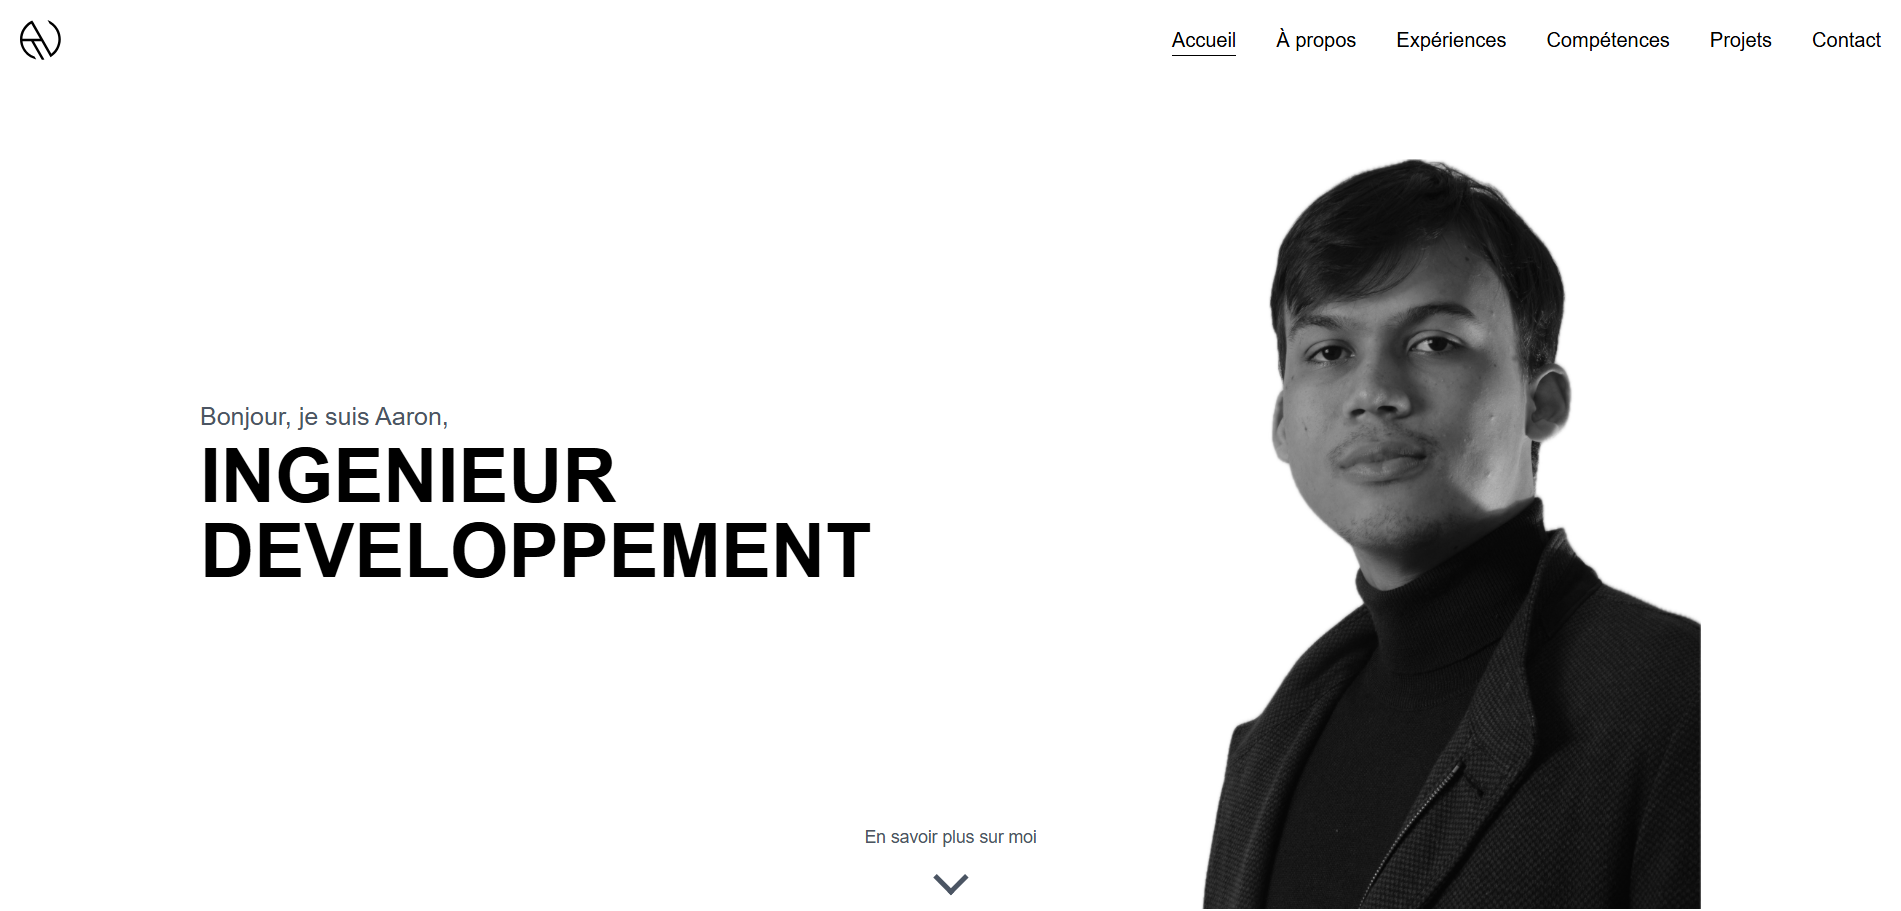 Accueil À propos Expériences Compétences Projets Contact
Bonjour, je suis Aaron,
INGENIEUR
DEVELOPPEMENT
En savoir plus sur moi